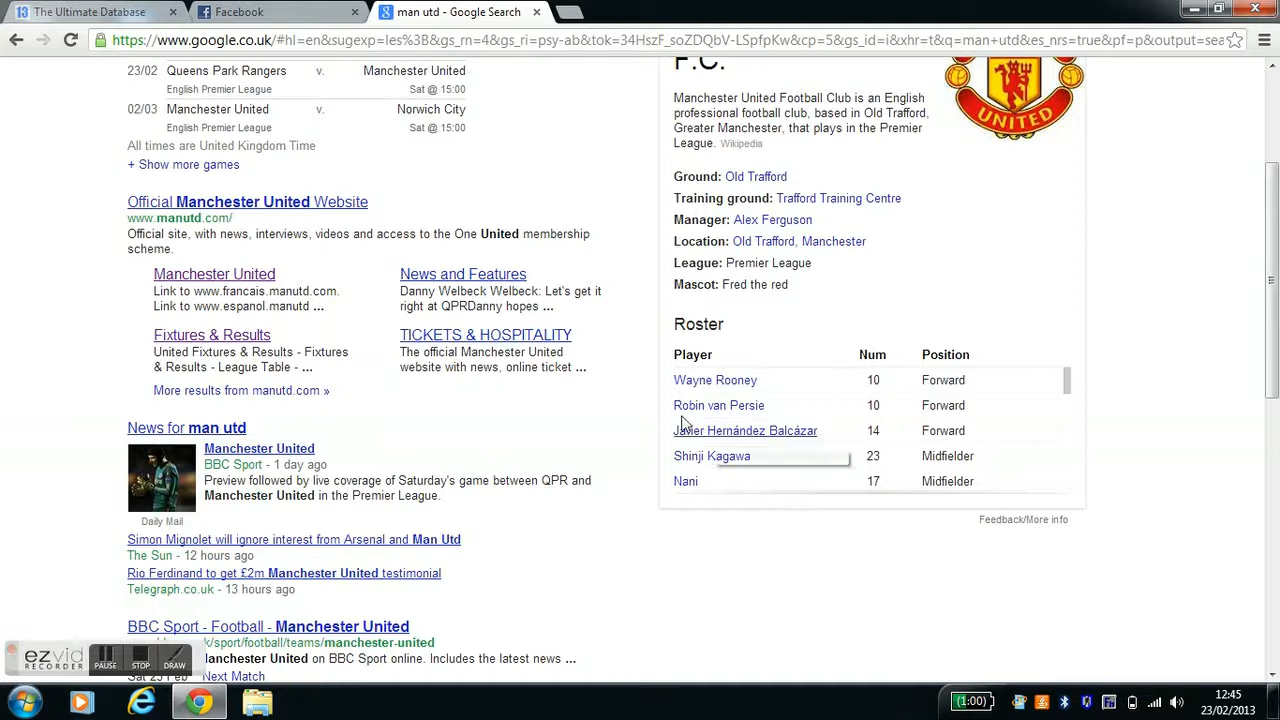 The Ultimate Database
Facebook
man utd - Google Search
https://www.google.co.uk/#hl=en&sugexp=les%3B&gs_rn=4&gs_ri=psy-ab&tok=34HszF_soZDQbV-LSpfpKw&cp=5&gs_id=i&xhr=t&q=man+utd&es_nrs=true&pf=p&output=sea
23/02 Queens Park Rangers v. Manchester United
English Premier League Sat @ 15:00
02/03 Manchester United v. Norwich City
English Premier League Sat @ 15:00
All times are United Kingdom Time
+ Show more games
Official Manchester United Website
www.manutd.com/
Official site, with news, interviews, videos and access to the One United membership
scheme.
Manchester United
Link to www.francais.manutd.com.
Link to www.espanol.manutd ...
News and Features
Danny Welbeck Welbeck: Let's get it
right at QPRDanny hopes ...
Fixtures & Results
United Fixtures & Results - Fixtures
& Results - League Table - ...
TICKETS & HOSPITALITY
The official Manchester United
website with news, online ticket ...
More results from manutd.com »
News for man utd
Manchester United
BBC Sport - 1 day ago
Preview followed by live coverage of Saturday's game between QPR and
Manchester United in the Premier League.
Daily Mail
Simon Mignolet will ignore interest from Arsenal and Man Utd
The Sun - 12 hours ago
Rio Ferdinand to get £2m Manchester United testimonial
Telegraph.co.uk - 13 hours ago
BBC Sport - Football - Manchester United
k/sport/football/teams/manchester-united
Manchester United on BBC Sport online. Includes the latest news ...
Sat 23 Feb Next Match
F.C.
UNITED
Manchester United Football Club is an English
professional football club, based in Old Trafford,
Greater Manchester, that plays in the Premier
League. Wikipedia
Ground: Old Trafford
Training ground: Trafford Training Centre
Manager: Alex Ferguson
Location: Old Trafford, Manchester
League: Premier League
Mascot: Fred the red
Roster
Player Num Position
Wayne Rooney 10 Forward
Robin van Persie 10 Forward
Javier Hernández Balcázar 14 Forward
Shinji Kagawa 23 Midfielder
Nani 17 Midfielder
Feedback/More info
ezvid
RECORDER
PAUSE STOP DRAW
(1:00)
12:45
23/02/2013